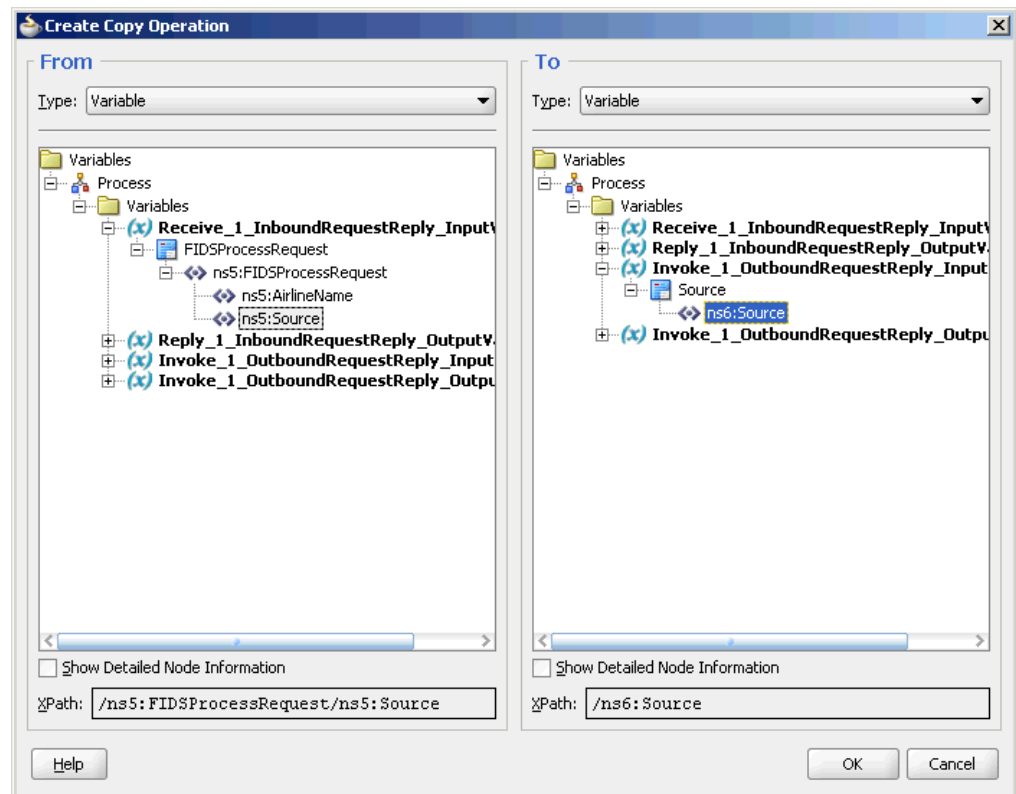 Create Copy Operation
From
Type: Variable
Variables
Process
Variables
(x) Receive_1_InboundRequestReply_Input
FIDSProcessRequest
ns5:FIDSProcessRequest
ns5:AirlineName
ns5:Source
(x) Reply_1_InboundRequestReply_Output
(x) Invoke_1_OutboundRequestReply_Input
(x) Invoke_1_OutboundRequestReply_Outpu
Show Detailed Node Information
XPath: /ns5:FIDSProcessRequest/ns5:Source
To
Type: Variable
Variables
Process
Variables
(x) Receive_1_InboundRequestReply_Input
(x) Reply_1_InboundRequestReply_Output
(x) Invoke_1_OutboundRequestReply_Input
Source
ns6:Source
(x) Invoke_1_OutboundRequestReply_Outpu
Show Detailed Node Information
XPath: /ns6:Source
Help
OK
Cancel